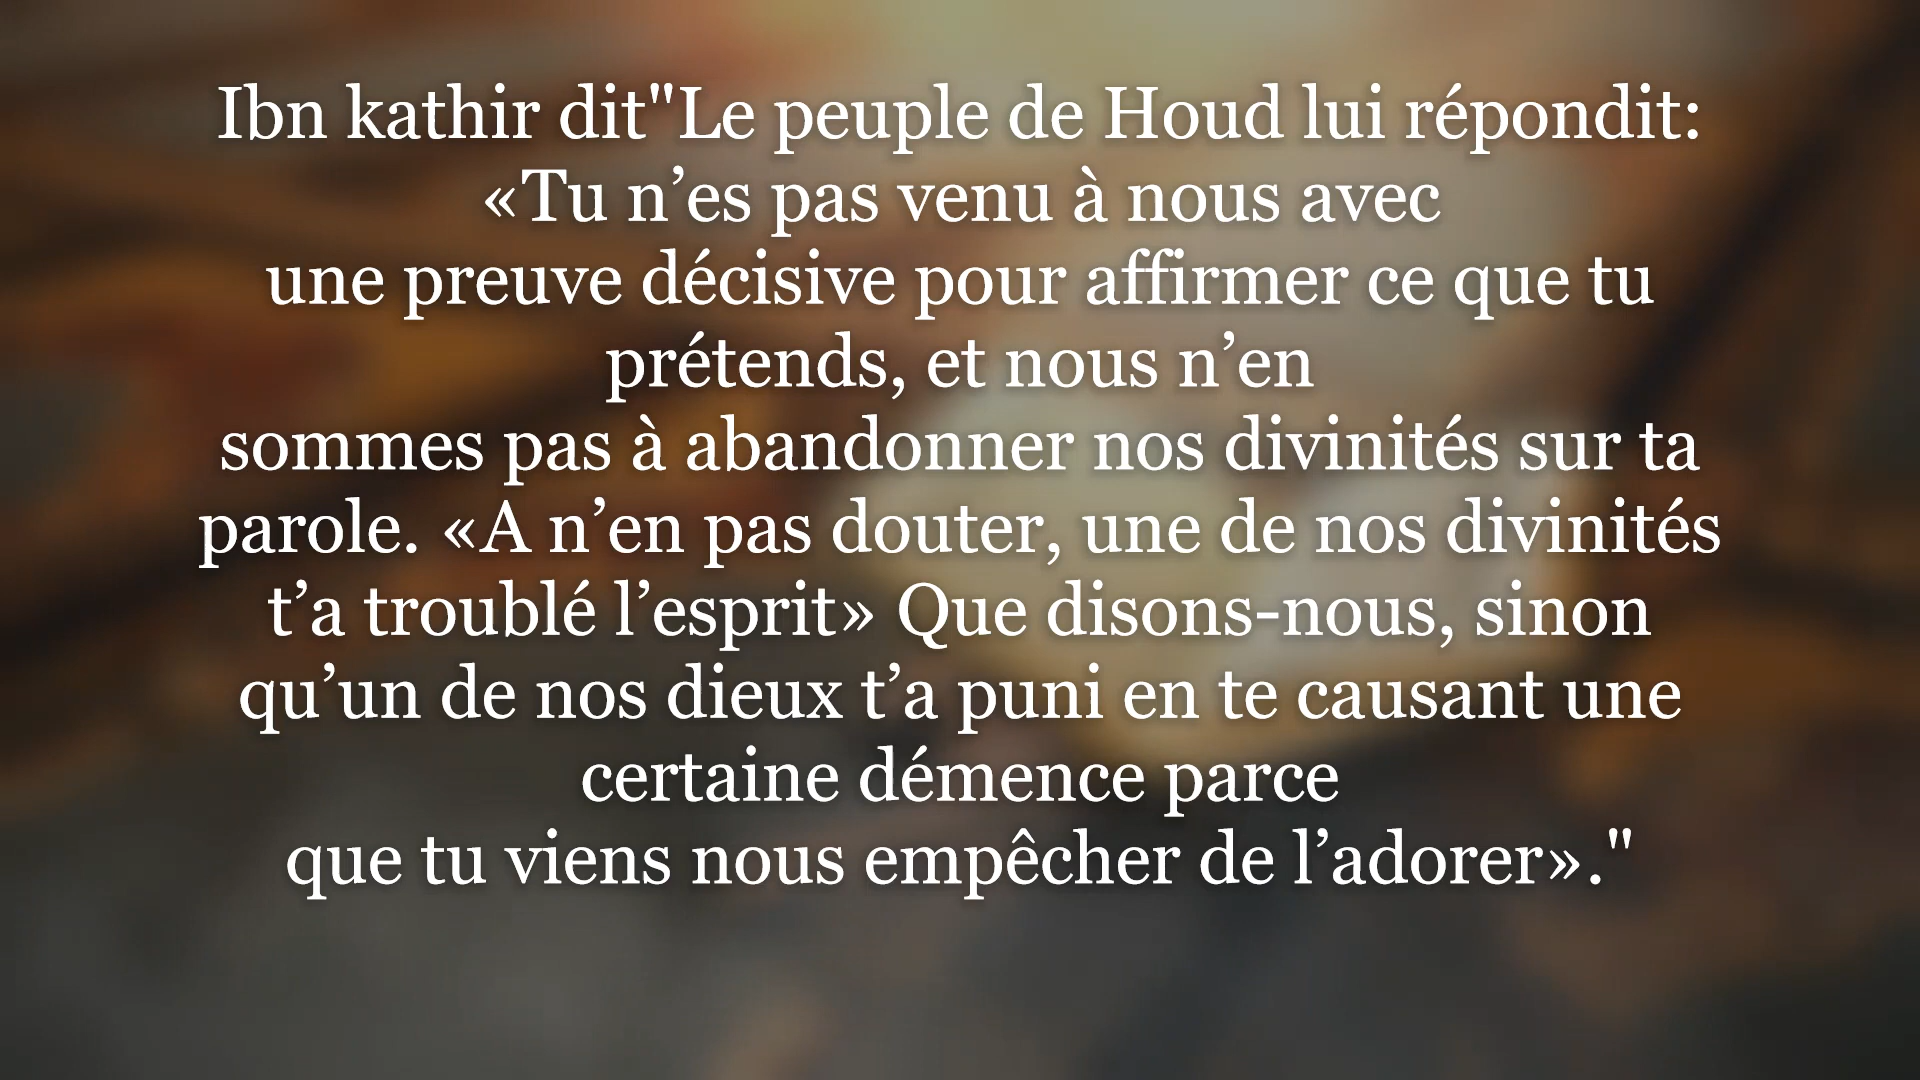 Ibn kathir dit"Le peuple de Houd lui répondit:
«Tu n’es pas venu à nous avec
une preuve décisive pour affirmer ce que tu
prétends, et nous n’en
sommes pas à abandonner nos divinités sur ta
parole. «A n’en pas douter, une de nos divinités
t’a troublé l’esprit» Que disons-nous, sinon
qu’un de nos dieux t’a puni en te causant une
certaine démence parce
que tu viens nous empêcher de l’adorer»."